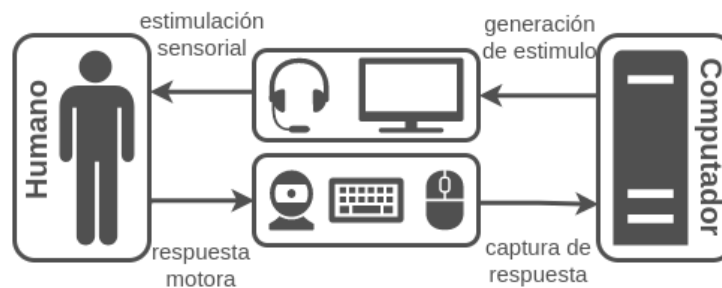 estimulación
sensorial
generación
de estimulo
Humano
Computador
respuesta
motora
captura de
respuesta